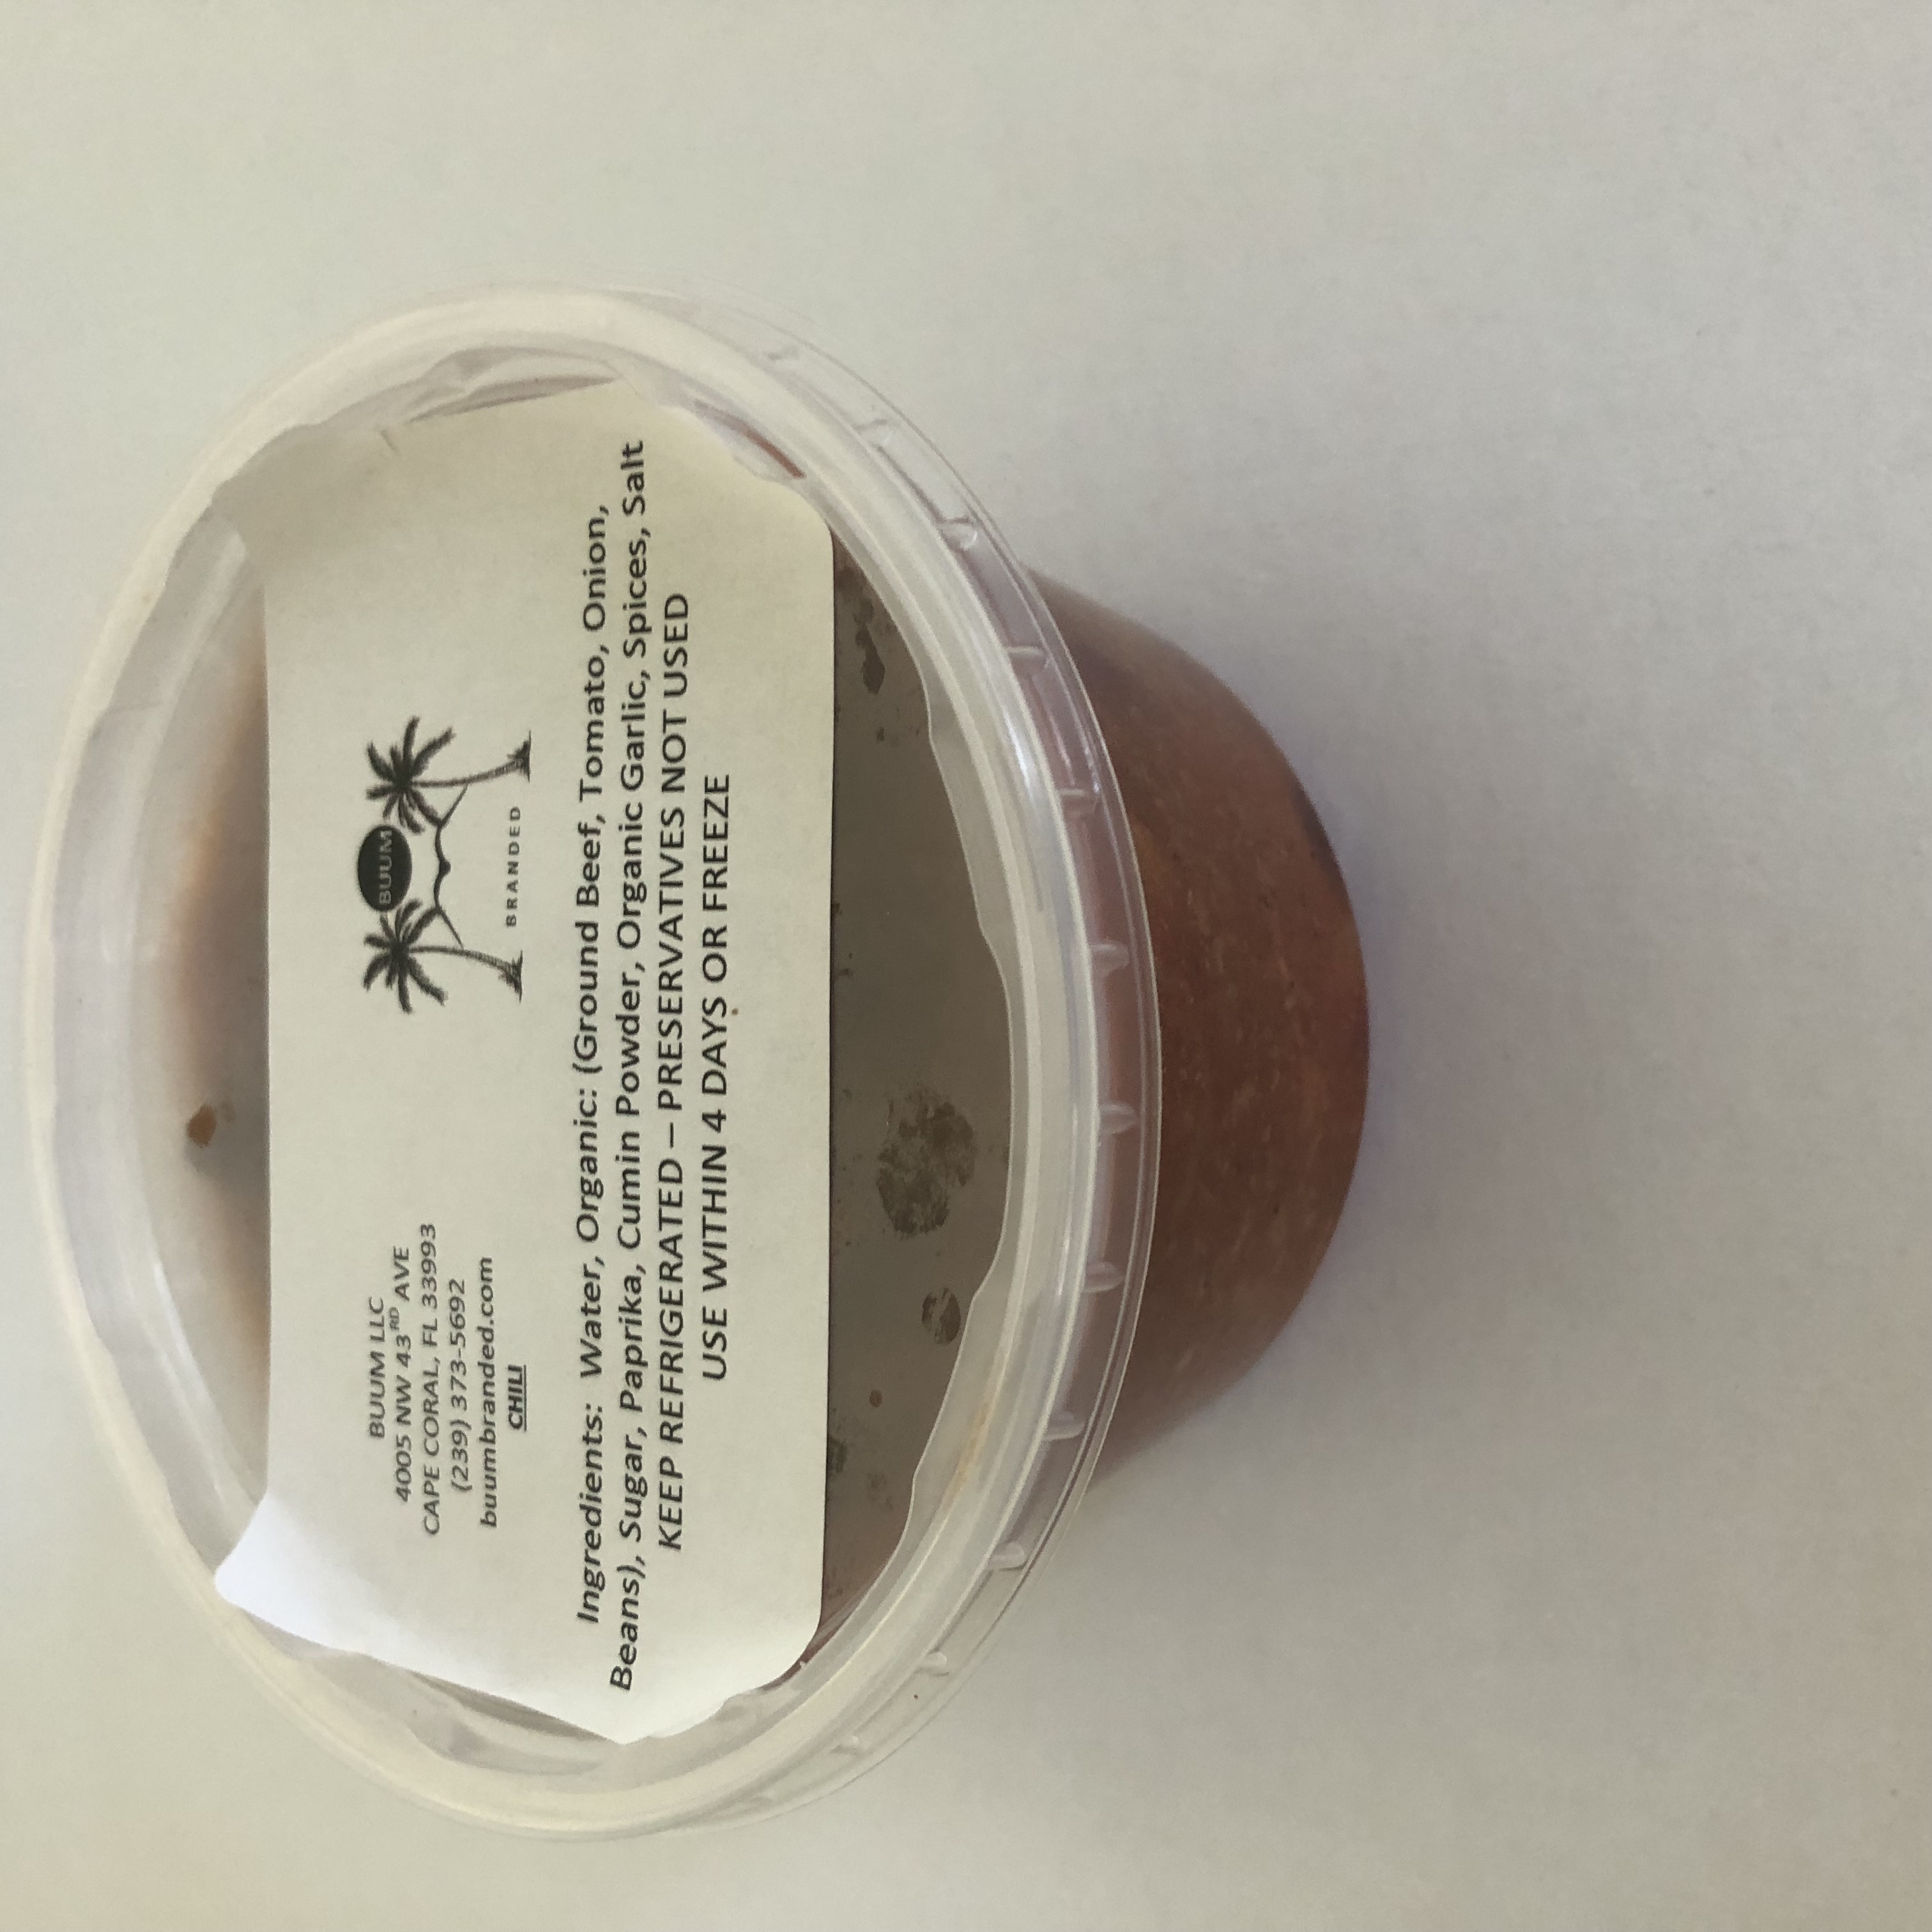 BUUM LLC
4005 NW 43RD AVE
CAPE CORAL, FL 33993
(239) 373-5692
buumbranded.com
CHILI
BUUM
BRANDED
Ingredients: Water, Organic: (Ground Beef, Tomato, Onion,
Beans), Sugar, Paprika, Cumin Powder, Organic Garlic, Spices, Salt
KEEP REFRIGERATED – PRESERVATIVES NOT USED
USE WITHIN 4 DAYS OR FREEZE